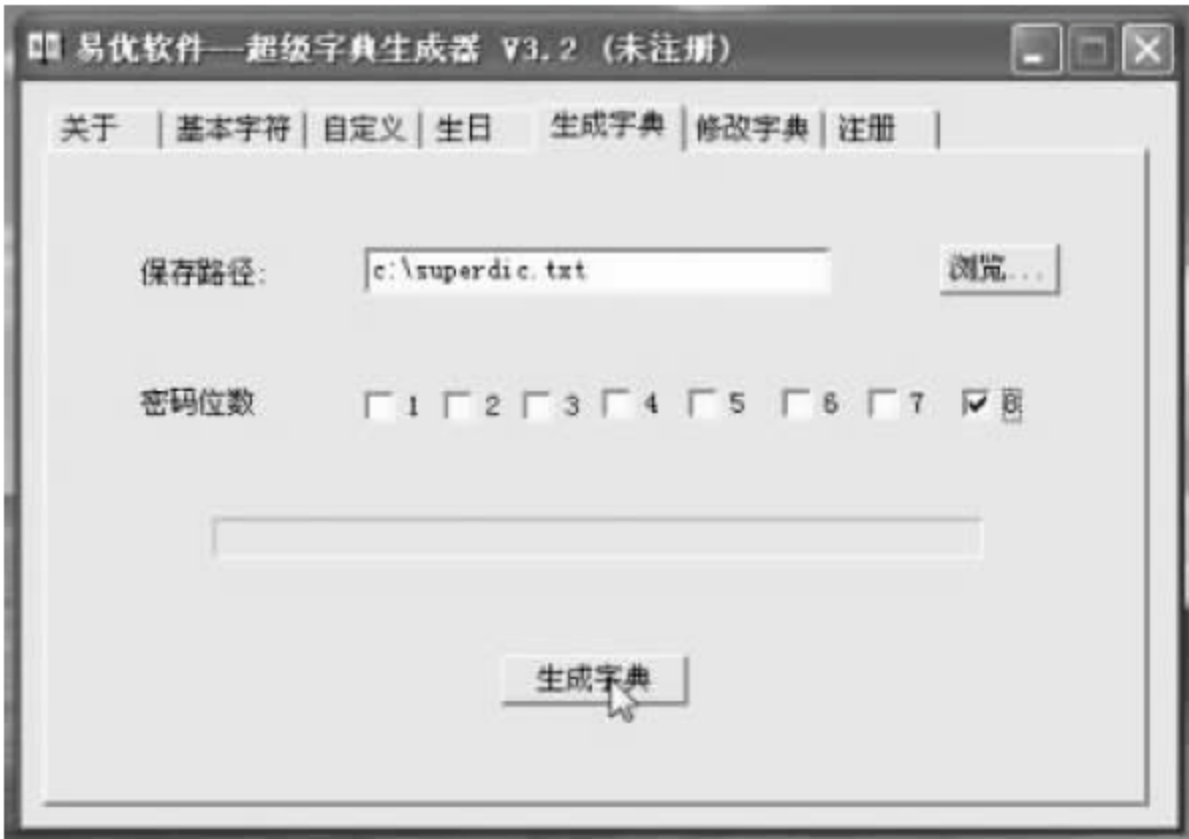 易优软件——超级字典生成器 V3.2 (未注册)
关于 基本字符 自定义 生日 生成字典 修改字典 注册
保存路径: c:\superdic.txt 浏览...
密码位数 1 2 3 4 5 6 7 8
生成字典